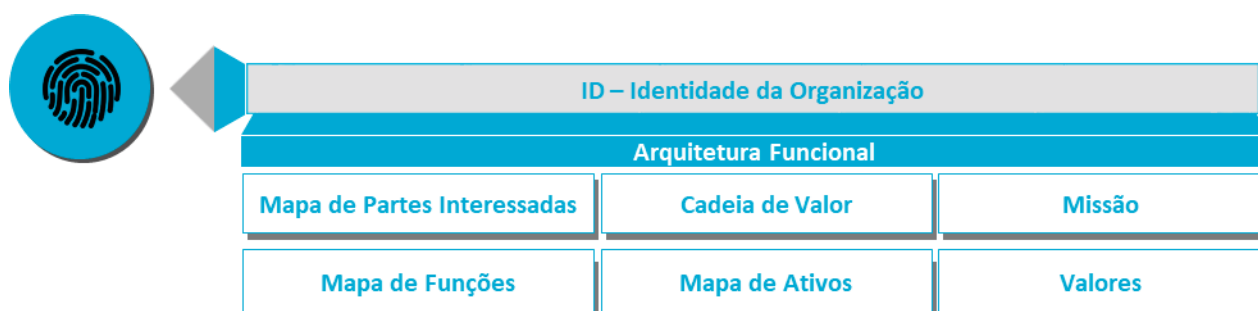 ID – Identidade da Organização
Arquitetura Funcional
Mapa de Partes Interessadas
Cadeia de Valor
Missão
Mapa de Funções
Mapa de Ativos
Valores